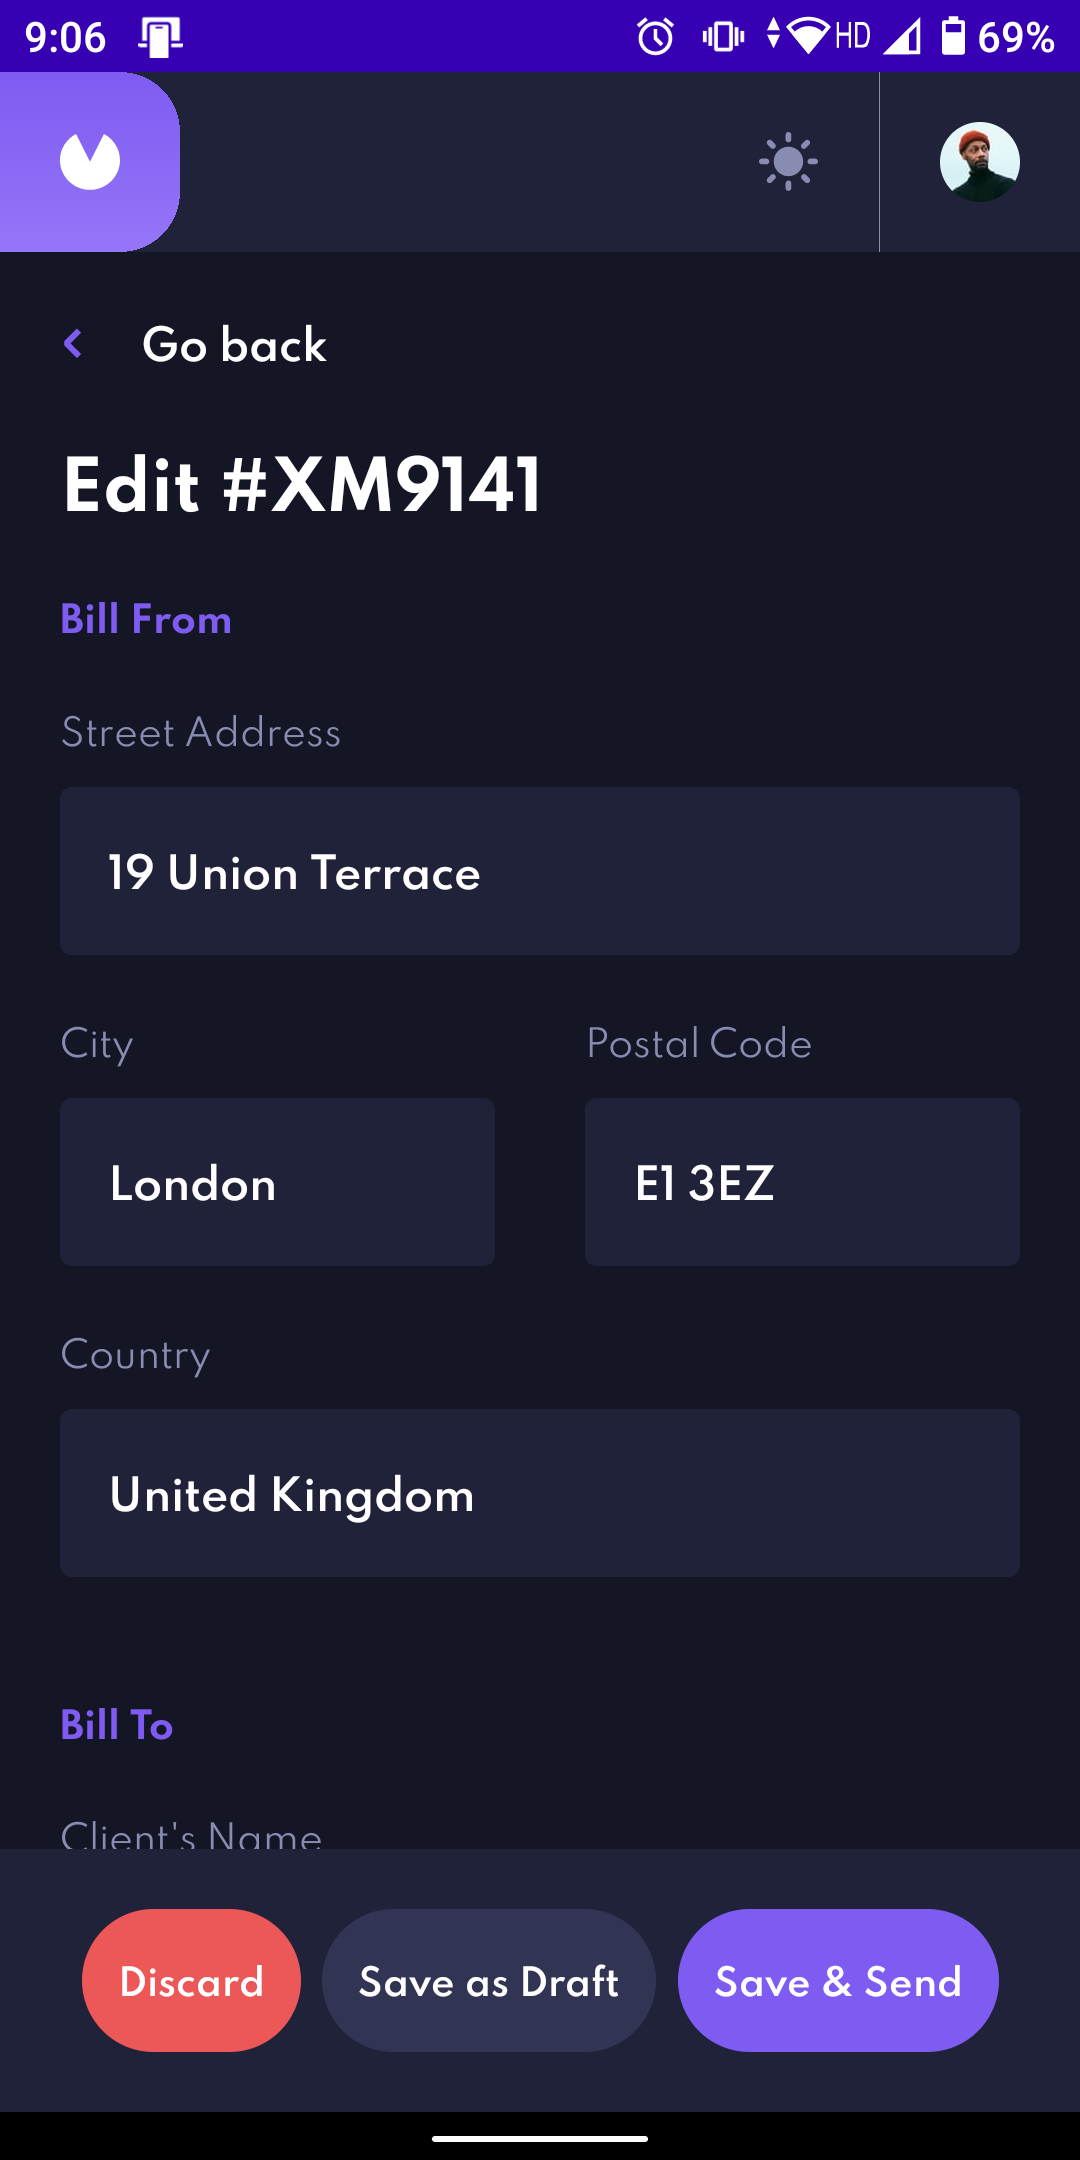 9:06 HD 69%
Go back
Edit #XM9141
Bill From
Street Address
19 Union Terrace
City Postal Code
London E1 3EZ
Country
United Kingdom
Bill To
Client's Name
Discard Save as Draft Save & Send